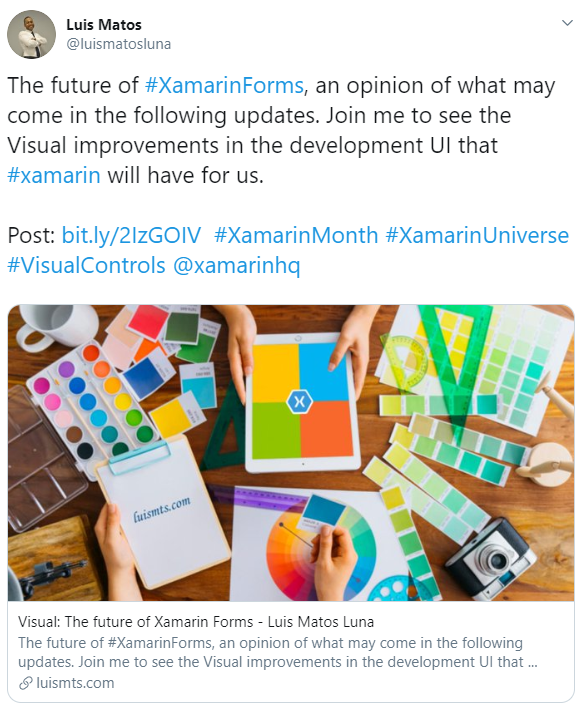 Luis Matos
@luismatosluna
The future of #XamarinForms, an opinion of what may
come in the following updates. Join me to see the
Visual improvements in the development UI that
#xamarin will have for us.
Post: bit.ly/2IzGOIV #XamarinMonth #XamarinUniverse
#VisualControls @xamarinhq
luismts.com
Visual: The future of Xamarin Forms - Luis Matos Luna
The future of #XamarinForms, an opinion of what may come in the following
updates. Join me to see the Visual improvements in the development UI that ...
luismts.com